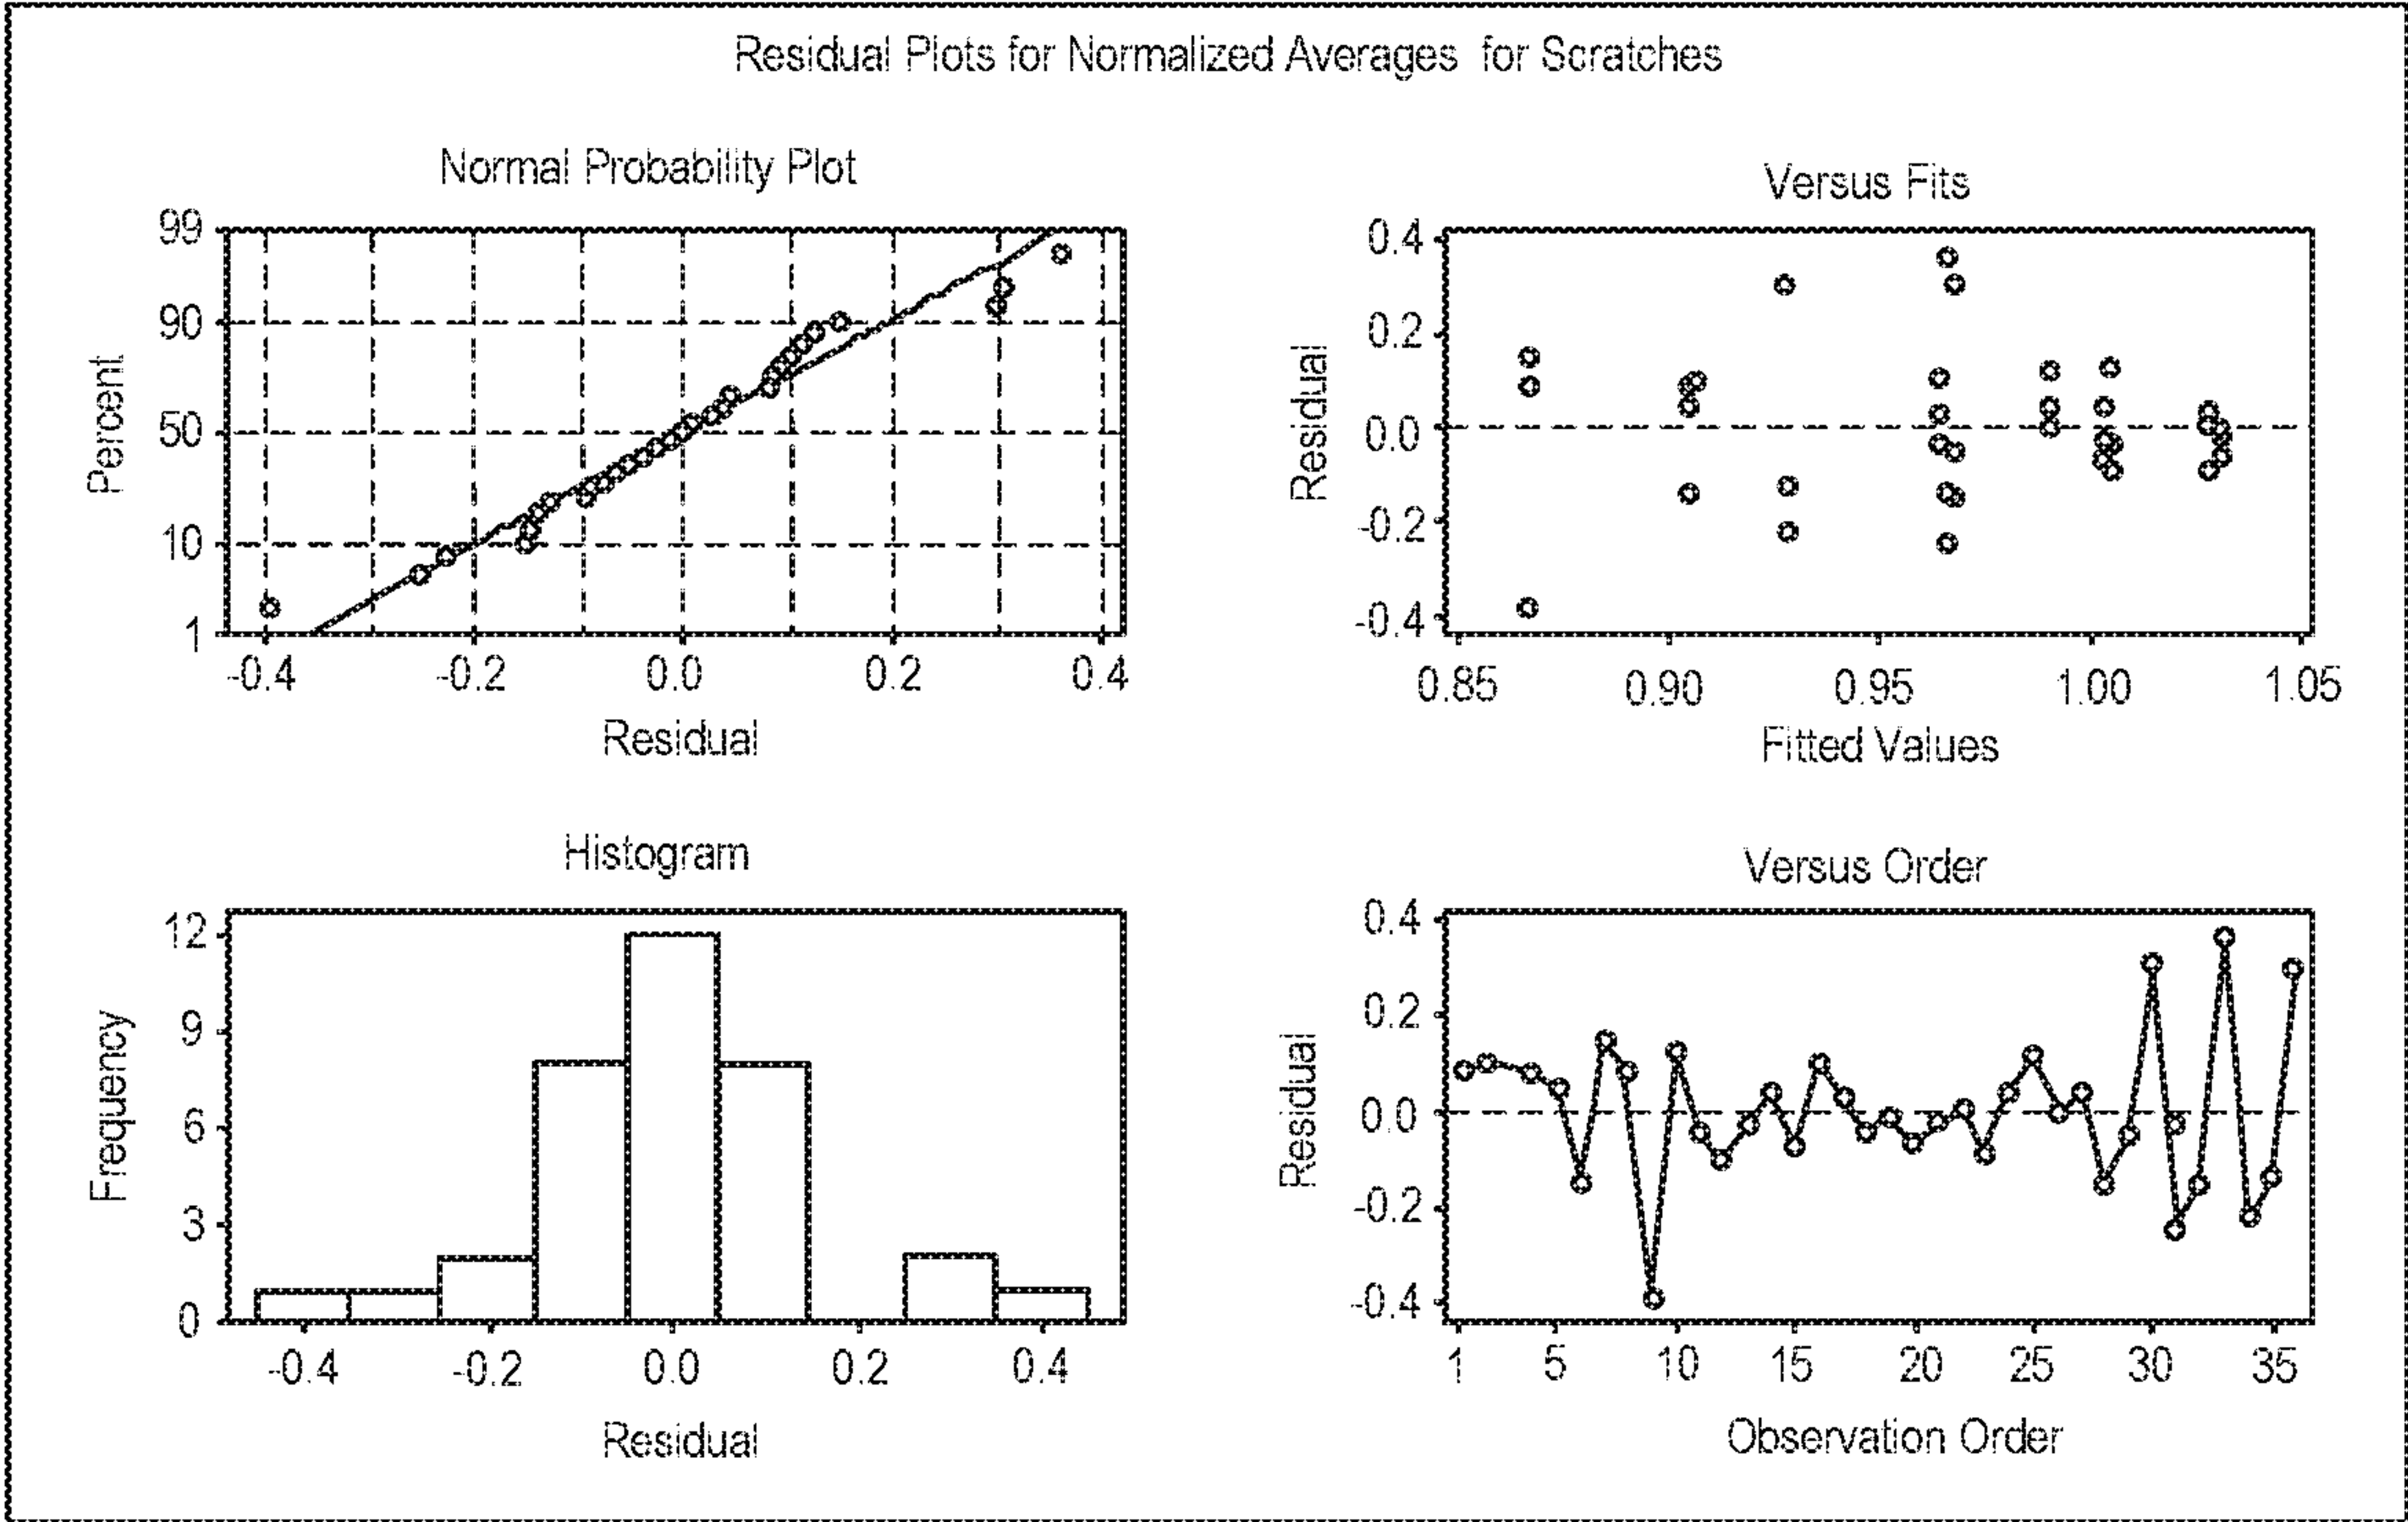 Residual Plots for Normalized Averages for Scratches
Normal Probability Plot
99
90
50
10
1
Percent
-0.4 -0.2 0.0 0.2 0.4
Residual
Versus Fits
0.4
0.2
0.0
-0.2
-0.4
Residual
0.85 0.90 0.95 1.00 1.05
Fitted Values
Histogram
12
9
6
3
0
Frequency
-0.4 -0.2 0.0 0.2 0.4
Residual
Versus Order
0.4
0.2
0.0
-0.2
-0.4
Residual
1 5 10 15 20 25 30 35
Observation Order